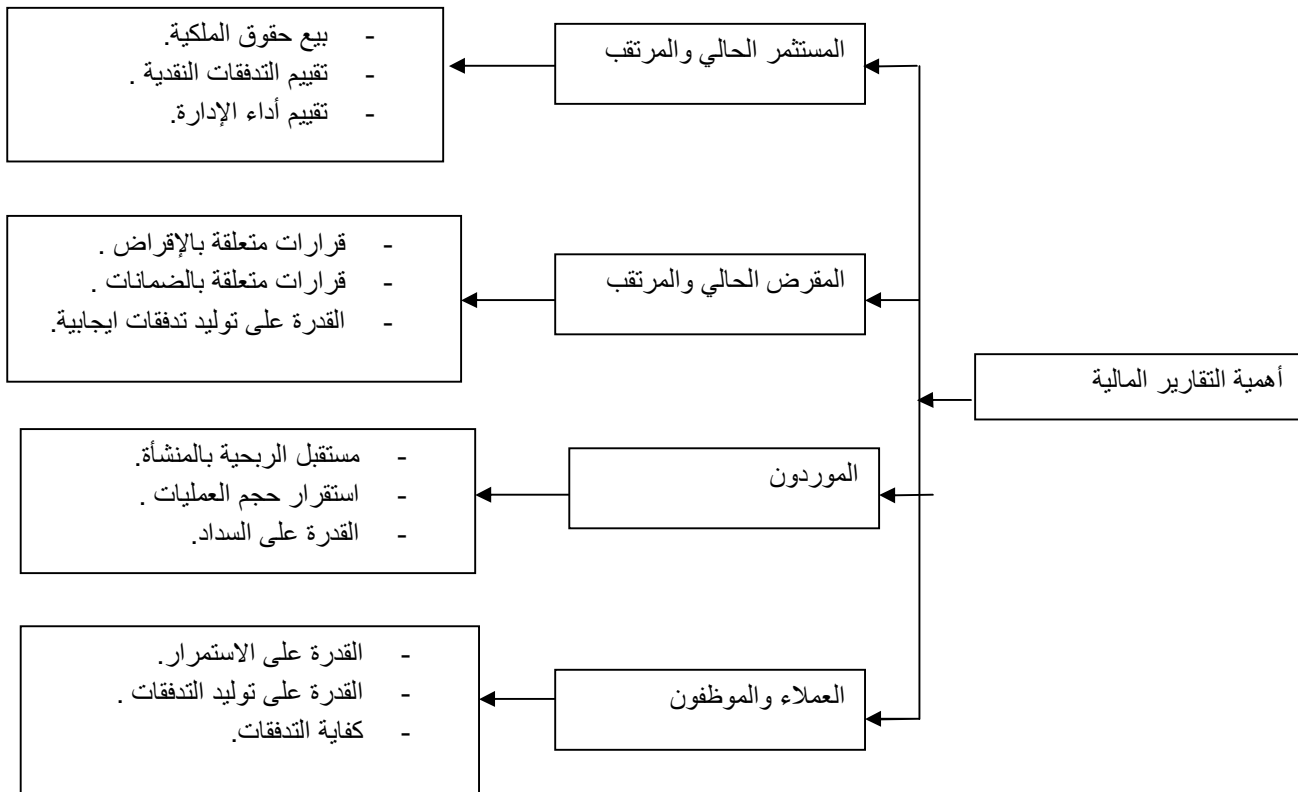 أهمية التقارير المالية
المستثمر الحالي والمرتقب
- بيع حقوق الملكية.
- تقييم التدفقات النقدية .
- تقييم أداء الإدارة.
المقرض الحالي والمرتقب
- قرارات متعلقة بالإقراض .
- قرارات متعلقة بالضمانات .
- القدرة على توليد تدفقات ايجابية.
الموردون
- مستقبل الربحية بالمنشأة.
- استقرار حجم العمليات .
- القدرة على السداد.
العملاء والموظفون
- القدرة على الاستمرار.
- القدرة على توليد التدفقات .
- كفاية التدفقات.